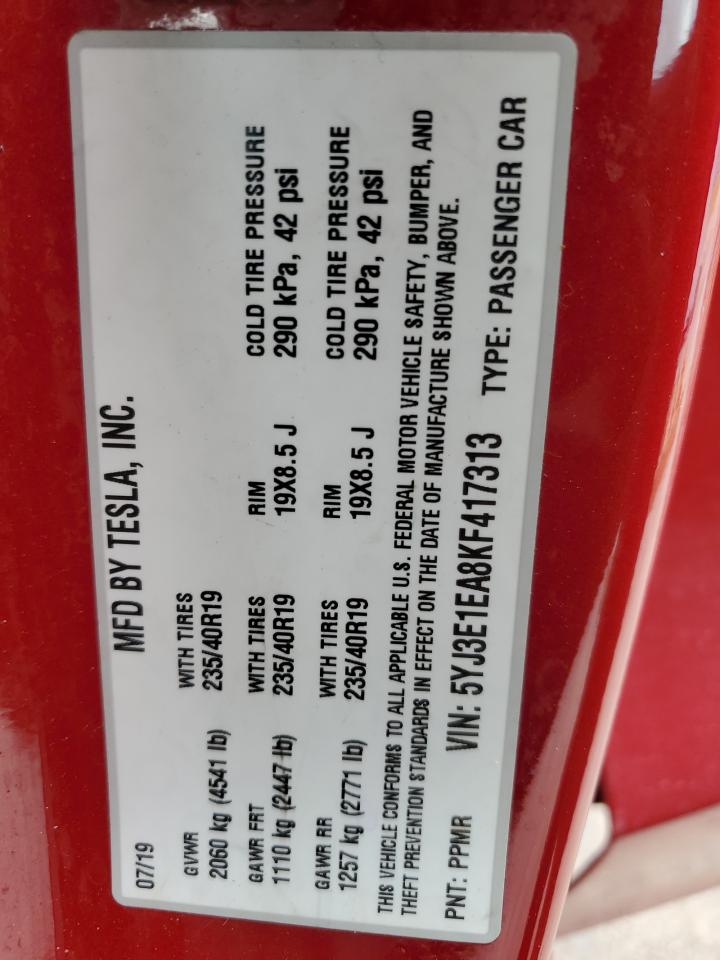 MFD BY TESLA, INC.
07/19
GVWR WITH TIRES
2060 kg (4541 lb) 235/40R19
GAWR FRT WITH TIRES RIM COLD TIRE PRESSURE
1110 kg (2447 lb) 235/40R19 19X8.5 J 290 kPa, 42 psi
GAWR RR WITH TIRES RIM COLD TIRE PRESSURE
1257 kg (2771 lb) 235/40R19 19X8.5 J 290 kPa, 42 psi
THIS VEHICLE CONFORMS TO ALL APPLICABLE U.S. FEDERAL MOTOR VEHICLE SAFETY, BUMPER, AND
THEFT PREVENTION STANDARDS IN EFFECT ON THE DATE OF MANUFACTURE SHOWN ABOVE.
PNT: PPMR VIN: 5YJ3E1EA8KF417313 TYPE: PASSENGER CAR